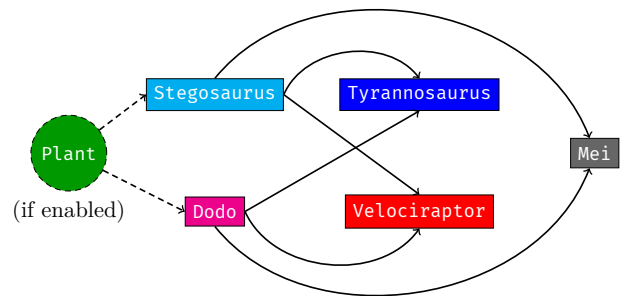 Stegosaurus
Tyrannosaurus
Plant
Mei
(if enabled)
Dodo
Velociraptor